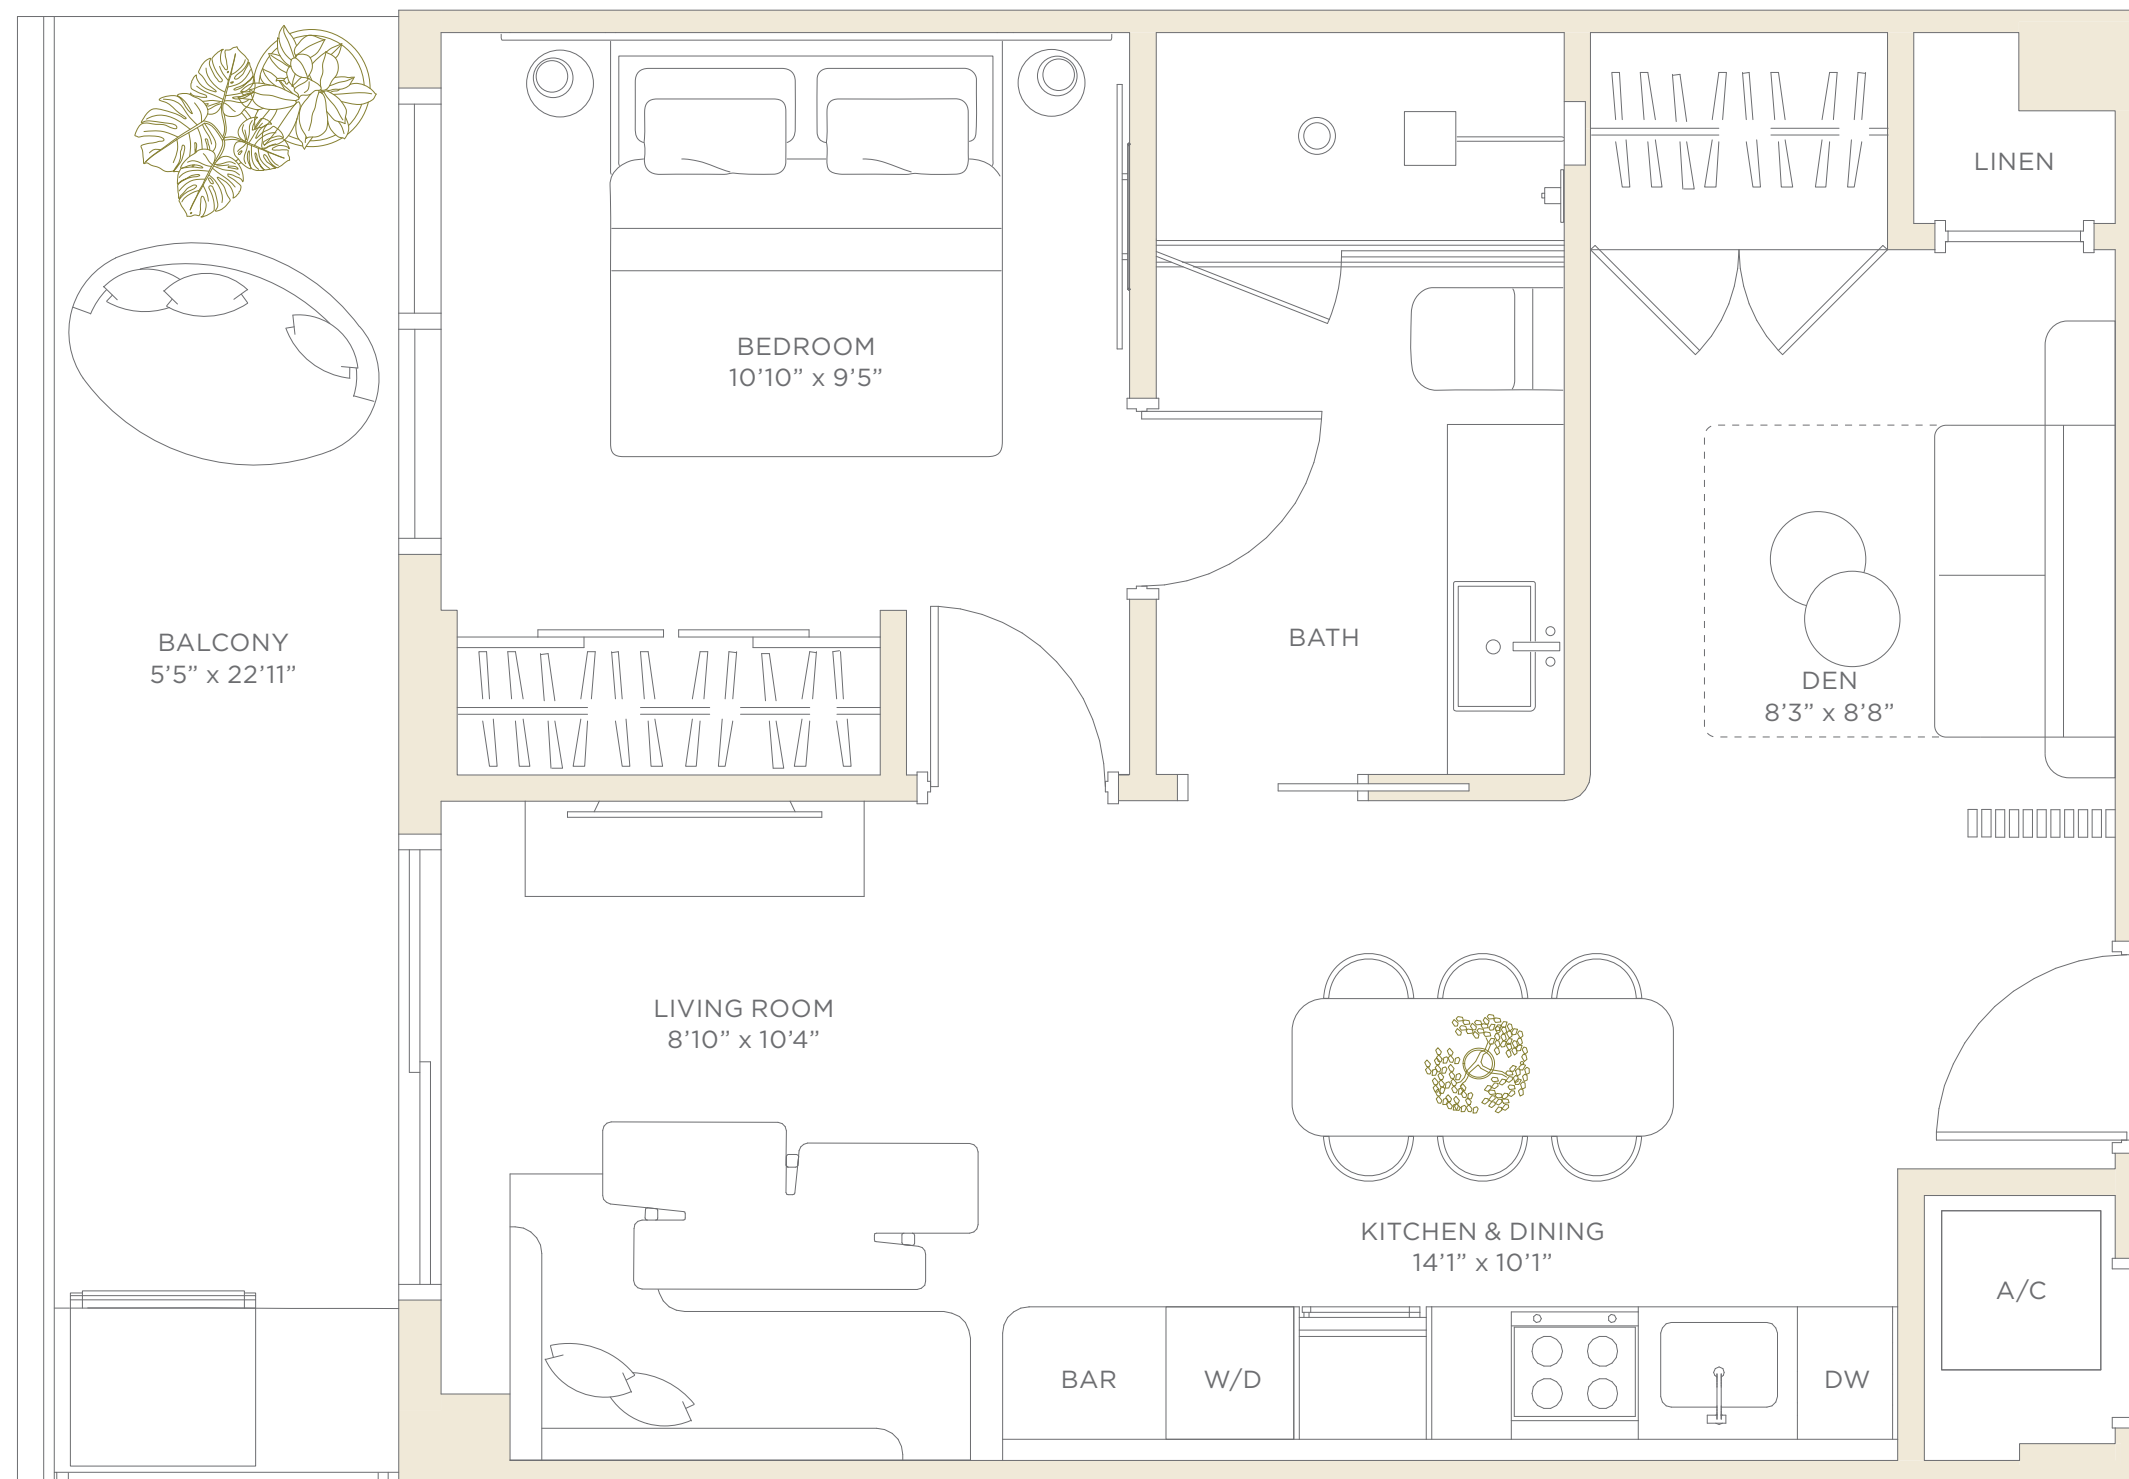 LINEN
BEDROOM
10’10” x 9’5”
BALCONY
5’5” x 22’11”
BATH
DEN
8’3” x 8’8”
LIVING ROOM
8’10” x 10’4”
KITCHEN & DINING
14’1” x 10’1”
A/C
BAR
W/D
DW